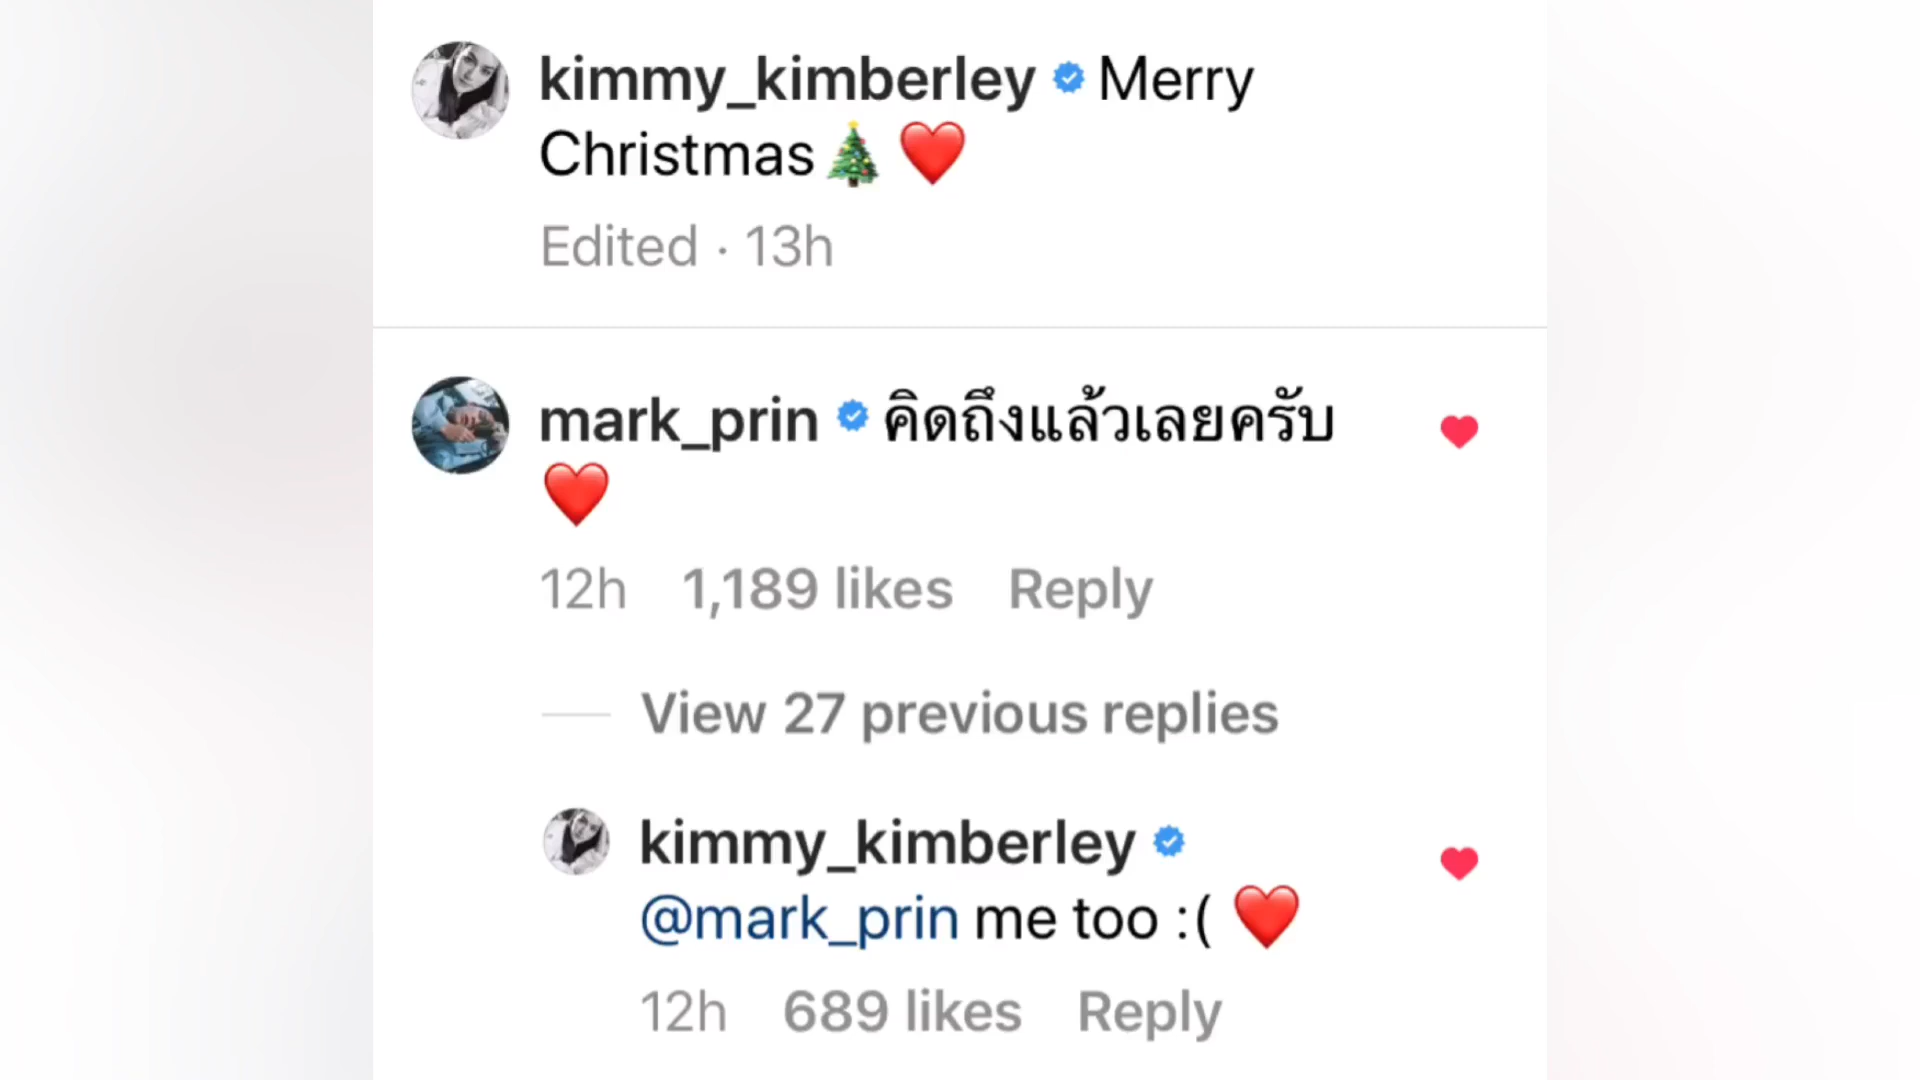 kimmy_kimberley Merry
Christmas🎄❤️
Edited · 13h
mark_prin คิดถึงแล้วเลยครับ
❤️
12h 1,189 likes Reply
View 27 previous replies
kimmy_kimberley
@mark_prin me too :( ❤️
12h 689 likes Reply